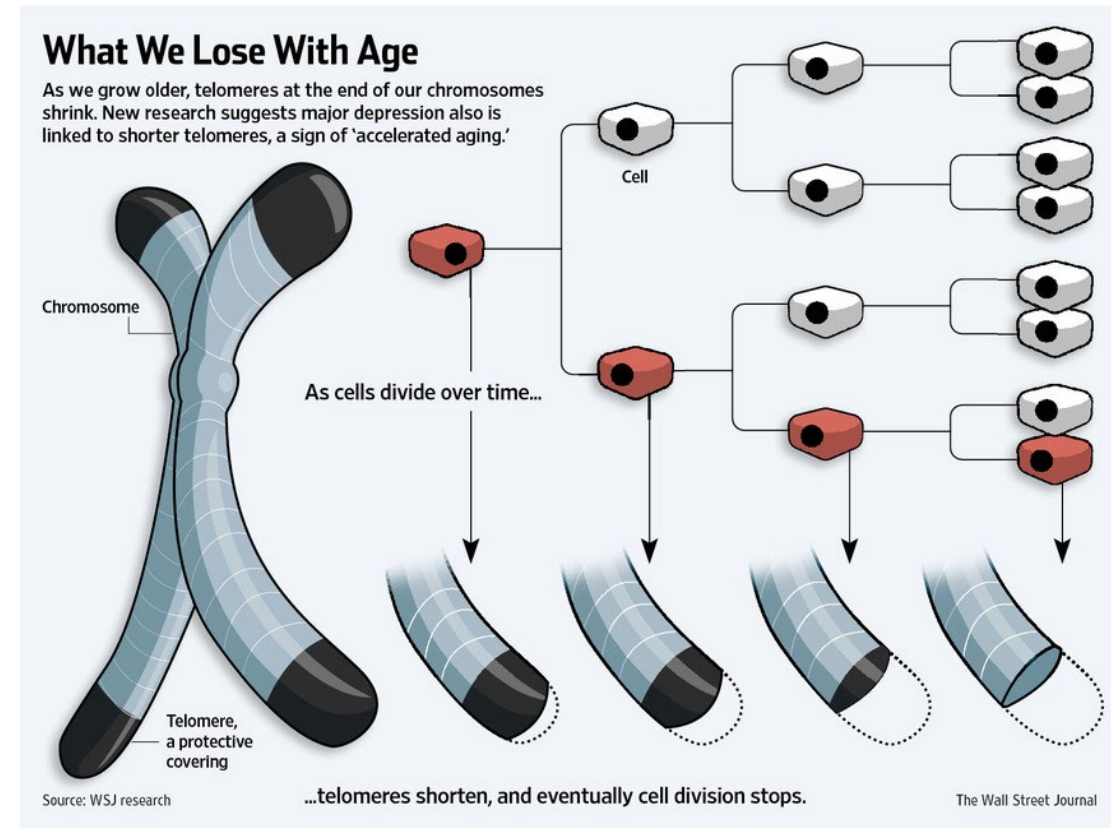 What We Lose With Age
As we grow older, telomeres at the end of our chromosomes
shrink. New research suggests major depression also is
linked to shorter telomeres, a sign of ‘accelerated aging.’
Cell
Chromosome
As cells divide over time...
Telomere,
a protective
covering
...telomeres shorten, and eventually cell division stops.
Source: WSJ research
The Wall Street Journal